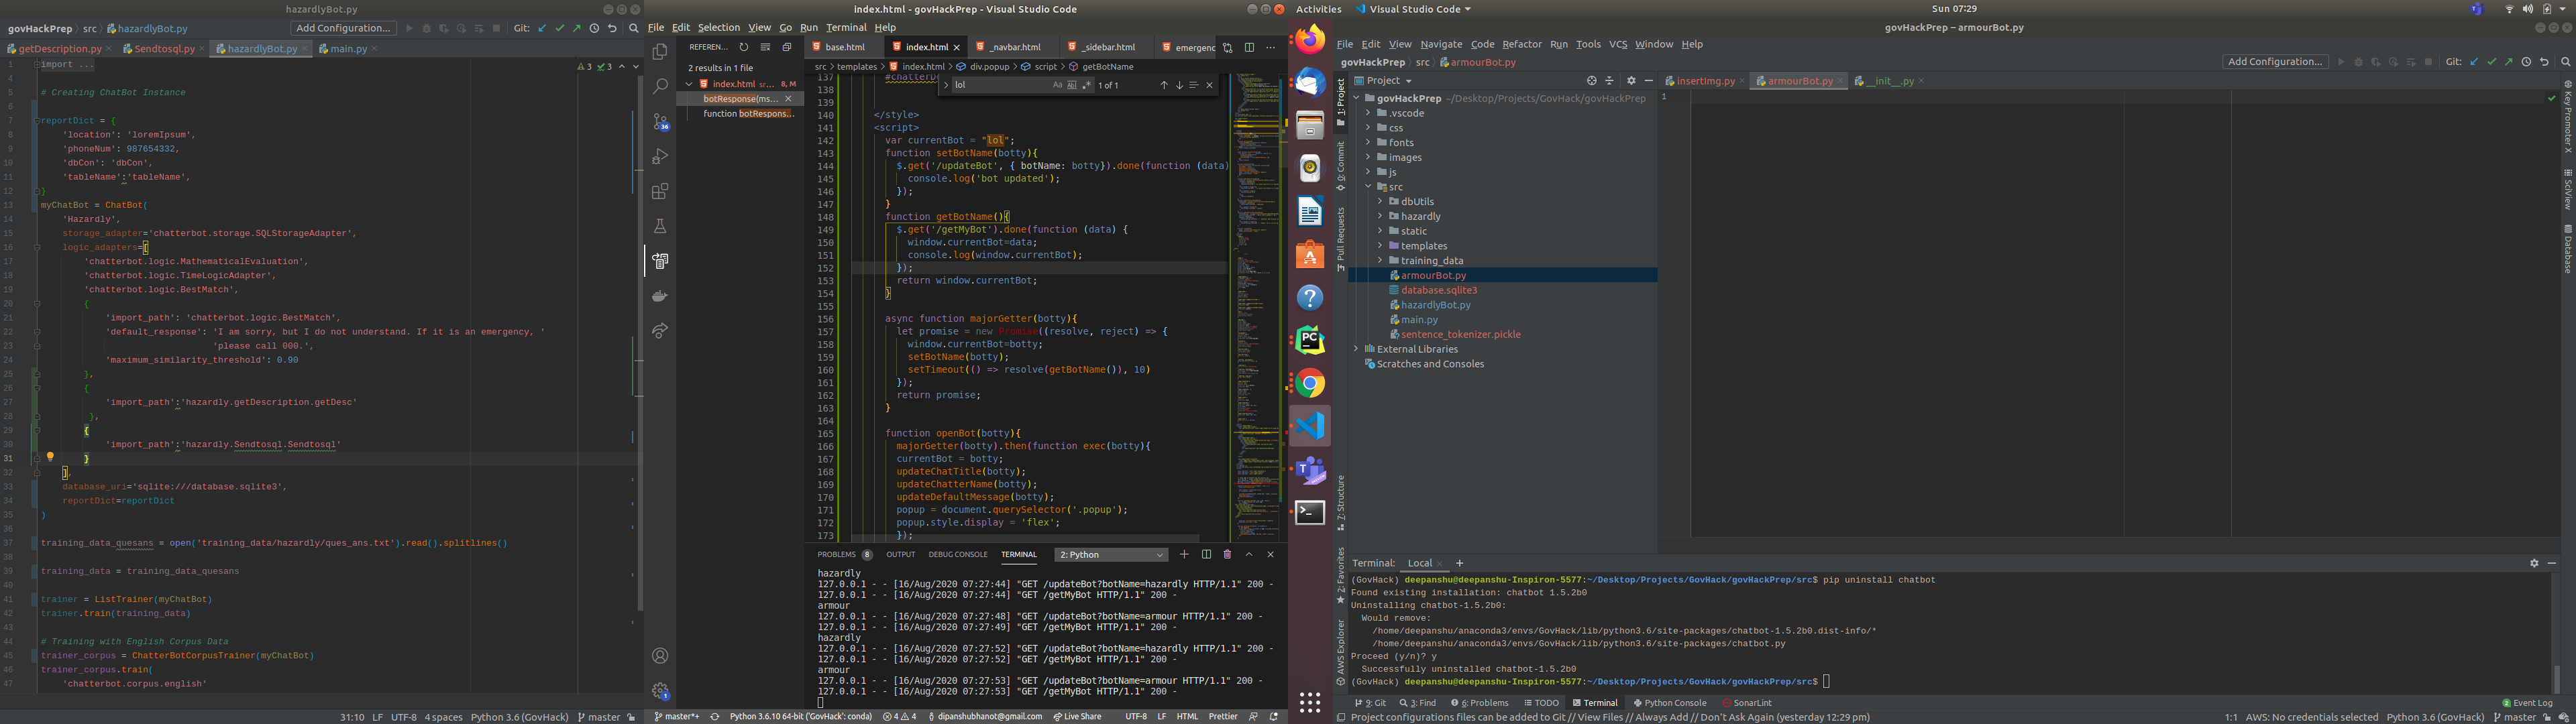 hazardlyBot.py
govHackPrep › src › hazardlyBot.py
Add Configuration...
Git:
getDescription.py
Sendtosql.py
hazardlyBot.py
main.py
3 3
1 import ...
4
5 # Creating ChatBot Instance
6
7 reportDict = {
8 'location': 'loremIpsum',
9 'phoneNum': 987654332,
10 'dbCon': 'dbCon',
11 'tableName':'tableName',
12 }
13 myChatBot = ChatBot(
14 'Hazardly',
15 storage_adapter='chatterbot.storage.SQLStorageAdapter',
16 logic_adapters=[
17 'chatterbot.logic.MathematicalEvaluation',
18 'chatterbot.logic.TimeLogicAdapter',
19 'chatterbot.logic.BestMatch',
20 {
21 'import_path': 'chatterbot.logic.BestMatch',
22 'default_response': 'I am sorry, but I do not understand. If it is an emergency, '
23 'please call 000.',
24 'maximum_similarity_threshold': 0.90
25 },
26 {
27 'import_path':'hazardly.getDescription.getDesc'
28 },
29 {
30 'import_path':'hazardly.Sendtosql.Sendtosql'
31 }
32 ],
33 database_uri='sqlite:///database.sqlite3',
34 reportDict=reportDict
35 )
36
37 training_data_quesans = open('training_data/hazardly/ques_ans.txt').read().splitlines()
38
39 training_data = training_data_quesans
40
41 trainer = ListTrainer(myChatBot)
42 trainer.train(training_data)
43
44 # Training with English Corpus Data
45 trainer_corpus = ChatterBotCorpusTrainer(myChatBot)
46 trainer_corpus.train(
47 'chatterbot.corpus.english'
31:10 LF UTF-8 4 spaces Python 3.6 (GovHack) master
index.html - govHackPrep - Visual Studio Code
File Edit Selection View Go Run Terminal Help
REFEREN...
2 results in 1 file
index.html sr... 8, M
botResponse(ms...
function botRespons...
36
1
base.html
index.html
_navbar.html
_sidebar.html
emergenc
src > templates > index.html > div.popup > script > getBotName
lol
1 of 1
137 #chatterD
138
139
140 </style>
141 <script>
142 var currentBot = "lol";
143 function setBotName(botty){
144 $.get('/updateBot', { botName: botty}).done(function (data)
145 console.log('bot updated');
146 });
147 }
148 function getBotName(){
149 $.get('/getMyBot').done(function (data) {
150 window.currentBot=data;
151 console.log(window.currentBot);
152 });
153 return window.currentBot;
154 }
155
156 async function majorGetter(botty){
157 let promise = new Promise((resolve, reject) => {
158 window.currentBot=botty;
159 setBotName(botty);
160 setTimeout(() => resolve(getBotName()), 10)
161 });
162 return promise;
163 }
164
165 function openBot(botty){
166 majorGetter(botty).then(function exec(botty){
167 currentBot = botty;
168 updateChatTitle(botty);
169 updateChatterName(botty);
170 updateDefaultMessage(botty);
171 popup = document.querySelector('.popup');
172 popup.style.display = 'flex';
173 });
PROBLEMS 8 OUTPUT DEBUG CONSOLE TERMINAL 2: Python
hazardly
127.0.0.1 - - [16/Aug/2020 07:27:44] "GET /updateBot?botName=hazardly HTTP/1.1" 200 -
127.0.0.1 - - [16/Aug/2020 07:27:44] "GET /getMyBot HTTP/1.1" 200 -
armour
127.0.0.1 - - [16/Aug/2020 07:27:48] "GET /updateBot?botName=armour HTTP/1.1" 200 -
127.0.0.1 - - [16/Aug/2020 07:27:49] "GET /getMyBot HTTP/1.1" 200 -
hazardly
127.0.0.1 - - [16/Aug/2020 07:27:52] "GET /updateBot?botName=hazardly HTTP/1.1" 200 -
127.0.0.1 - - [16/Aug/2020 07:27:52] "GET /getMyBot HTTP/1.1" 200 -
armour
127.0.0.1 - - [16/Aug/2020 07:27:53] "GET /updateBot?botName=armour HTTP/1.1" 200 -
127.0.0.1 - - [16/Aug/2020 07:27:53] "GET /getMyBot HTTP/1.1" 200 -
master*+ Python 3.6.10 64-bit ('GovHack': conda) 4 4 dipanshubhanot@gmail.com Live Share UTF-8 LF HTML Prettier
Activities Visual Studio Code Sun 07:29
govHackPrep – armourBot.py
File Edit View Navigate Code Refactor Run Tools VCS Window Help
govHackPrep › src › armourBot.py
Add Configuration...
Git:
Project
insertImg.py
armourBot.py
__init__.py
1
govHackPrep ~/Desktop/Projects/GovHack/govHackPrep
.vscode
css
fonts
images
js
src
dbUtils
hazardly
static
templates
training_data
armourBot.py
database.sqlite3
hazardlyBot.py
main.py
sentence_tokenizer.pickle
External Libraries
Scratches and Consoles
1: Project
0: Commit
Pull Requests
7: Structure
2: Favorites
AWS Explorer
Key Promoter X
SciView
Database
Terminal: Local +
(GovHack) deepanshu@deepanshu-Inspiron-5577:~/Desktop/Projects/GovHack/govHackPrep/src$ pip uninstall chatbot
Found existing installation: chatbot 1.5.2b0
Uninstalling chatbot-1.5.2b0:
Would remove:
/home/deepanshu/anaconda3/envs/GovHack/lib/python3.6/site-packages/chatbot-1.5.2b0.dist-info/*
/home/deepanshu/anaconda3/envs/GovHack/lib/python3.6/site-packages/chatbot.py
Proceed (y/n)? y
Successfully uninstalled chatbot-1.5.2b0
(GovHack) deepanshu@deepanshu-Inspiron-5577:~/Desktop/Projects/GovHack/govHackPrep/src$
9: Git 3: Find 6: Problems TODO Terminal Python Console SonarLint 2 Event Log
Project configurations files can be added to Git // View Files // Always Add // Don't Ask Again (yesterday 12:29 pm)
1:1 AWS: No credentials selected Python 3.6 (GovHack) master